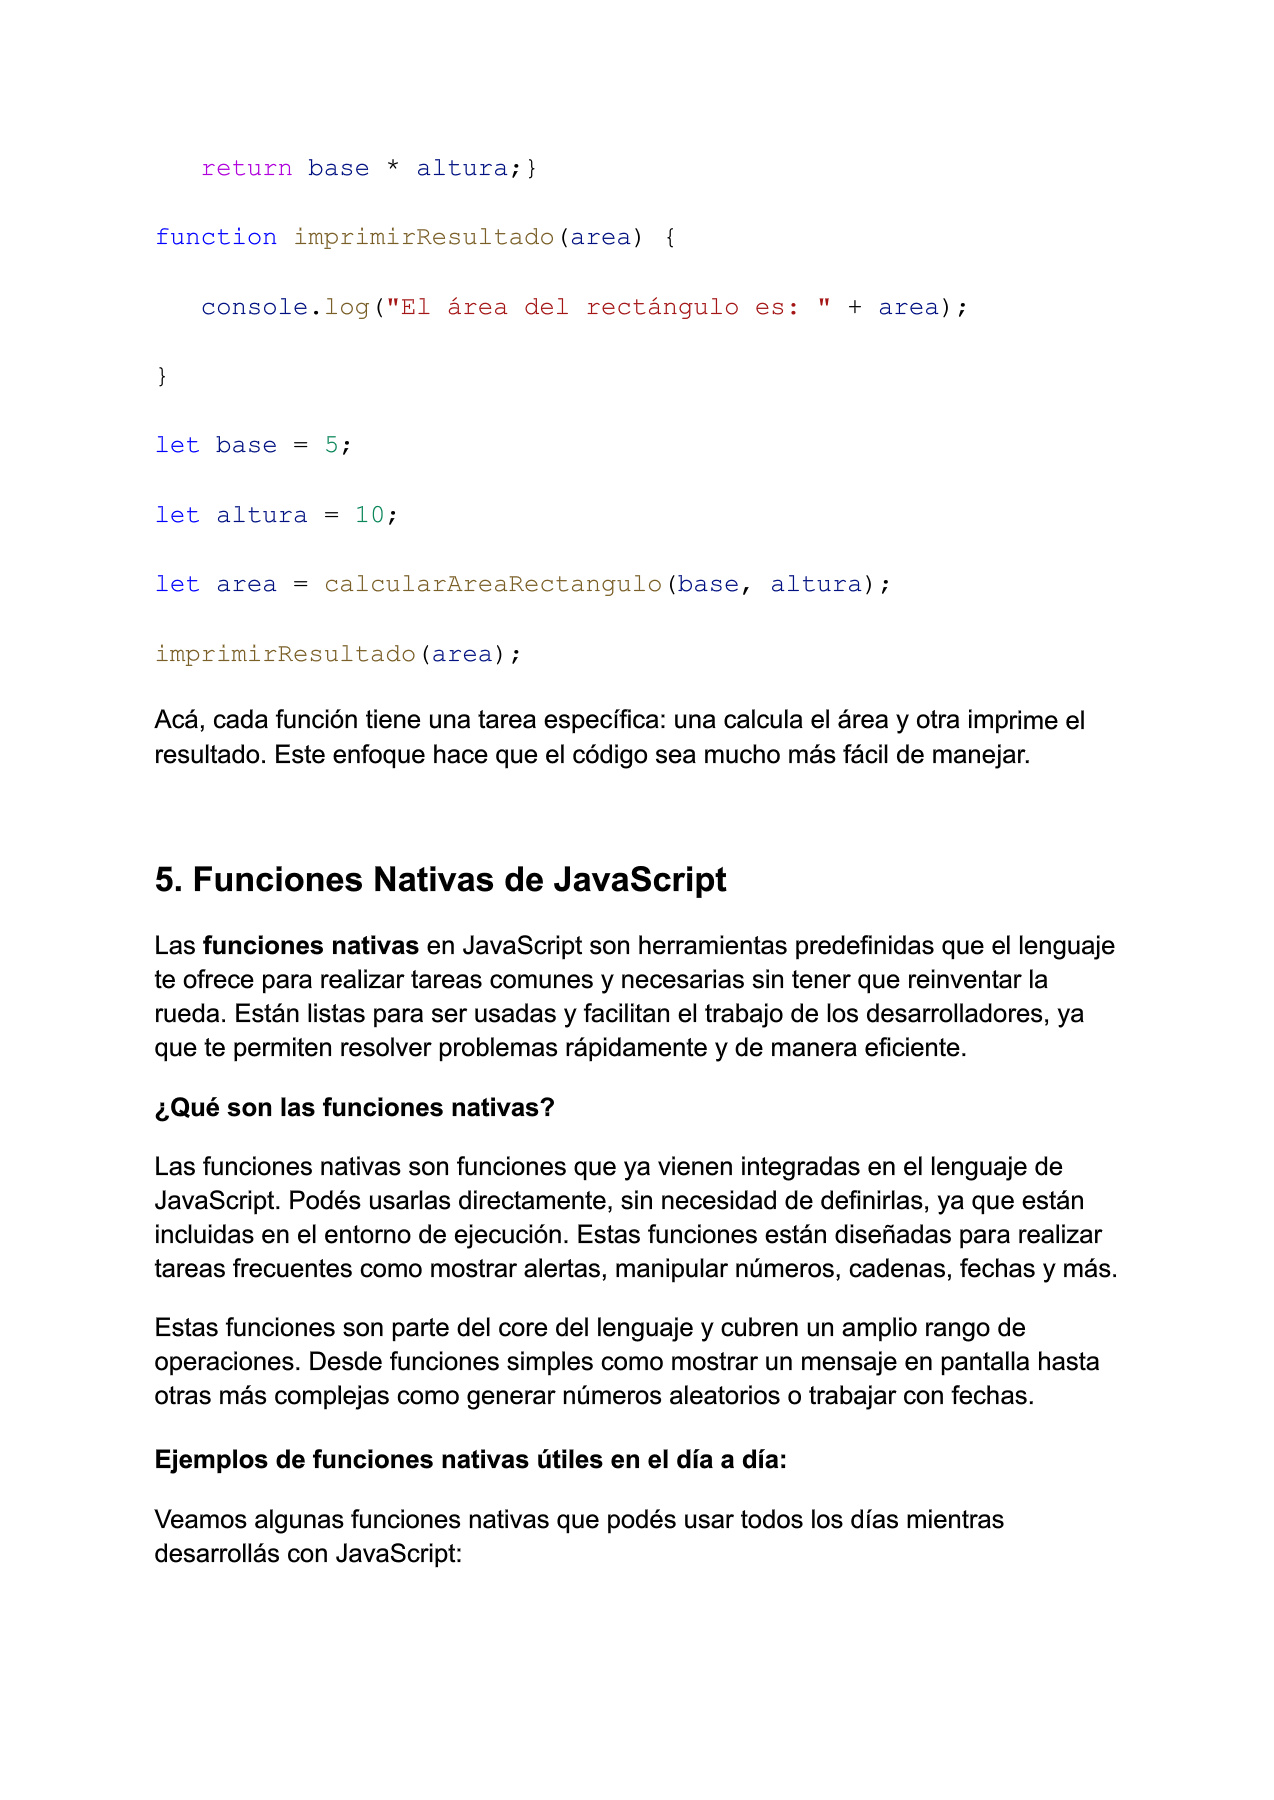 return base * altura;}
function imprimirResultado(area) {
console.log("El área del rectángulo es: " + area);
}
let base = 5;
let altura = 10;
let area = calcularAreaRectangulo(base, altura);
imprimirResultado(area);
Acá, cada función tiene una tarea específica: una calcula el área y otra imprime el
resultado. Este enfoque hace que el código sea mucho más fácil de manejar.
5. Funciones Nativas de JavaScript
Las funciones nativas en JavaScript son herramientas predefinidas que el lenguaje
te ofrece para realizar tareas comunes y necesarias sin tener que reinventar la
rueda. Están listas para ser usadas y facilitan el trabajo de los desarrolladores, ya
que te permiten resolver problemas rápidamente y de manera eficiente.
¿Qué son las funciones nativas?
Las funciones nativas son funciones que ya vienen integradas en el lenguaje de
JavaScript. Podés usarlas directamente, sin necesidad de definirlas, ya que están
incluidas en el entorno de ejecución. Estas funciones están diseñadas para realizar
tareas frecuentes como mostrar alertas, manipular números, cadenas, fechas y más.
Estas funciones son parte del core del lenguaje y cubren un amplio rango de
operaciones. Desde funciones simples como mostrar un mensaje en pantalla hasta
otras más complejas como generar números aleatorios o trabajar con fechas.
Ejemplos de funciones nativas útiles en el día a día:
Veamos algunas funciones nativas que podés usar todos los días mientras
desarrollás con JavaScript: